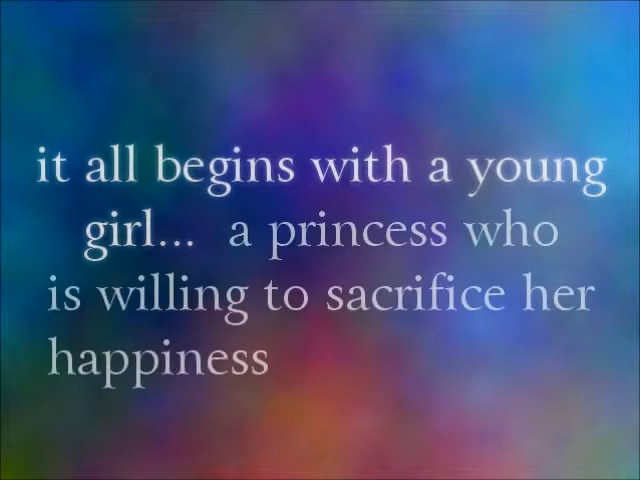 it all begins with a young
girl... a princess who
is willing to sacrifice her
happiness